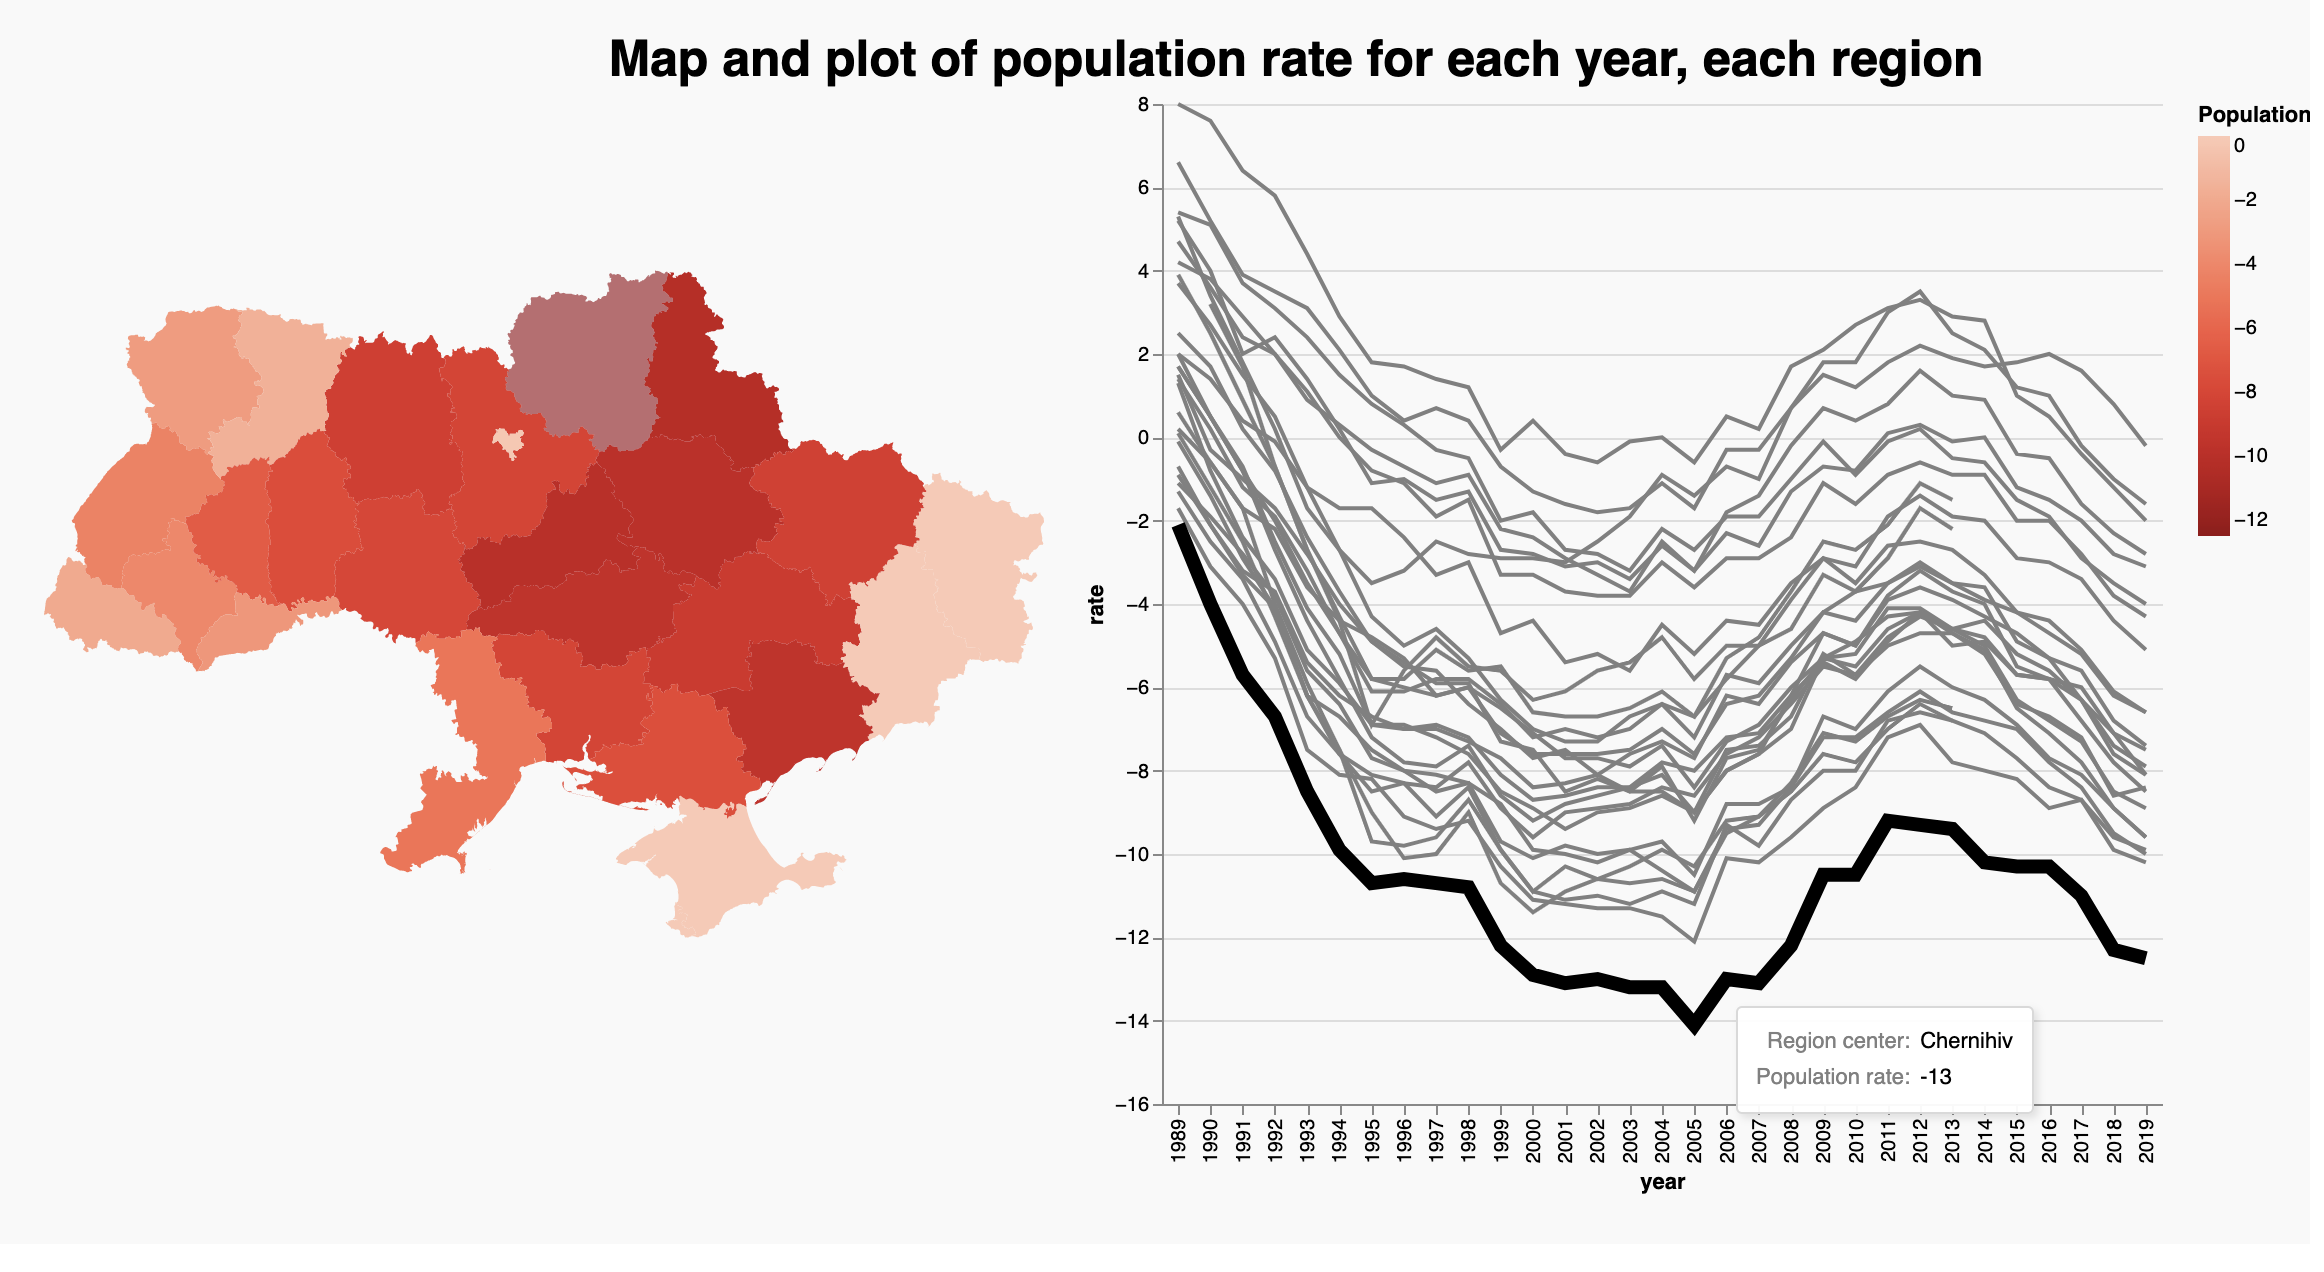 Map and plot of population rate for each year, each region
8
6
4
2
0
−2
−4
−6
−8
−10
−12
−14
−16
rate
1989 1990 1991 1992 1993 1994 1995 1996 1997 1998 1999 2000 2001 2002 2003 2004 2005 2006 2007 2008 2009 2010 2011 2012 2013 2014 2015 2016 2017 2018 2019
year
Region center: Chernihiv
Population rate: -13
Population
0
−2
−4
−6
−8
−10
−12